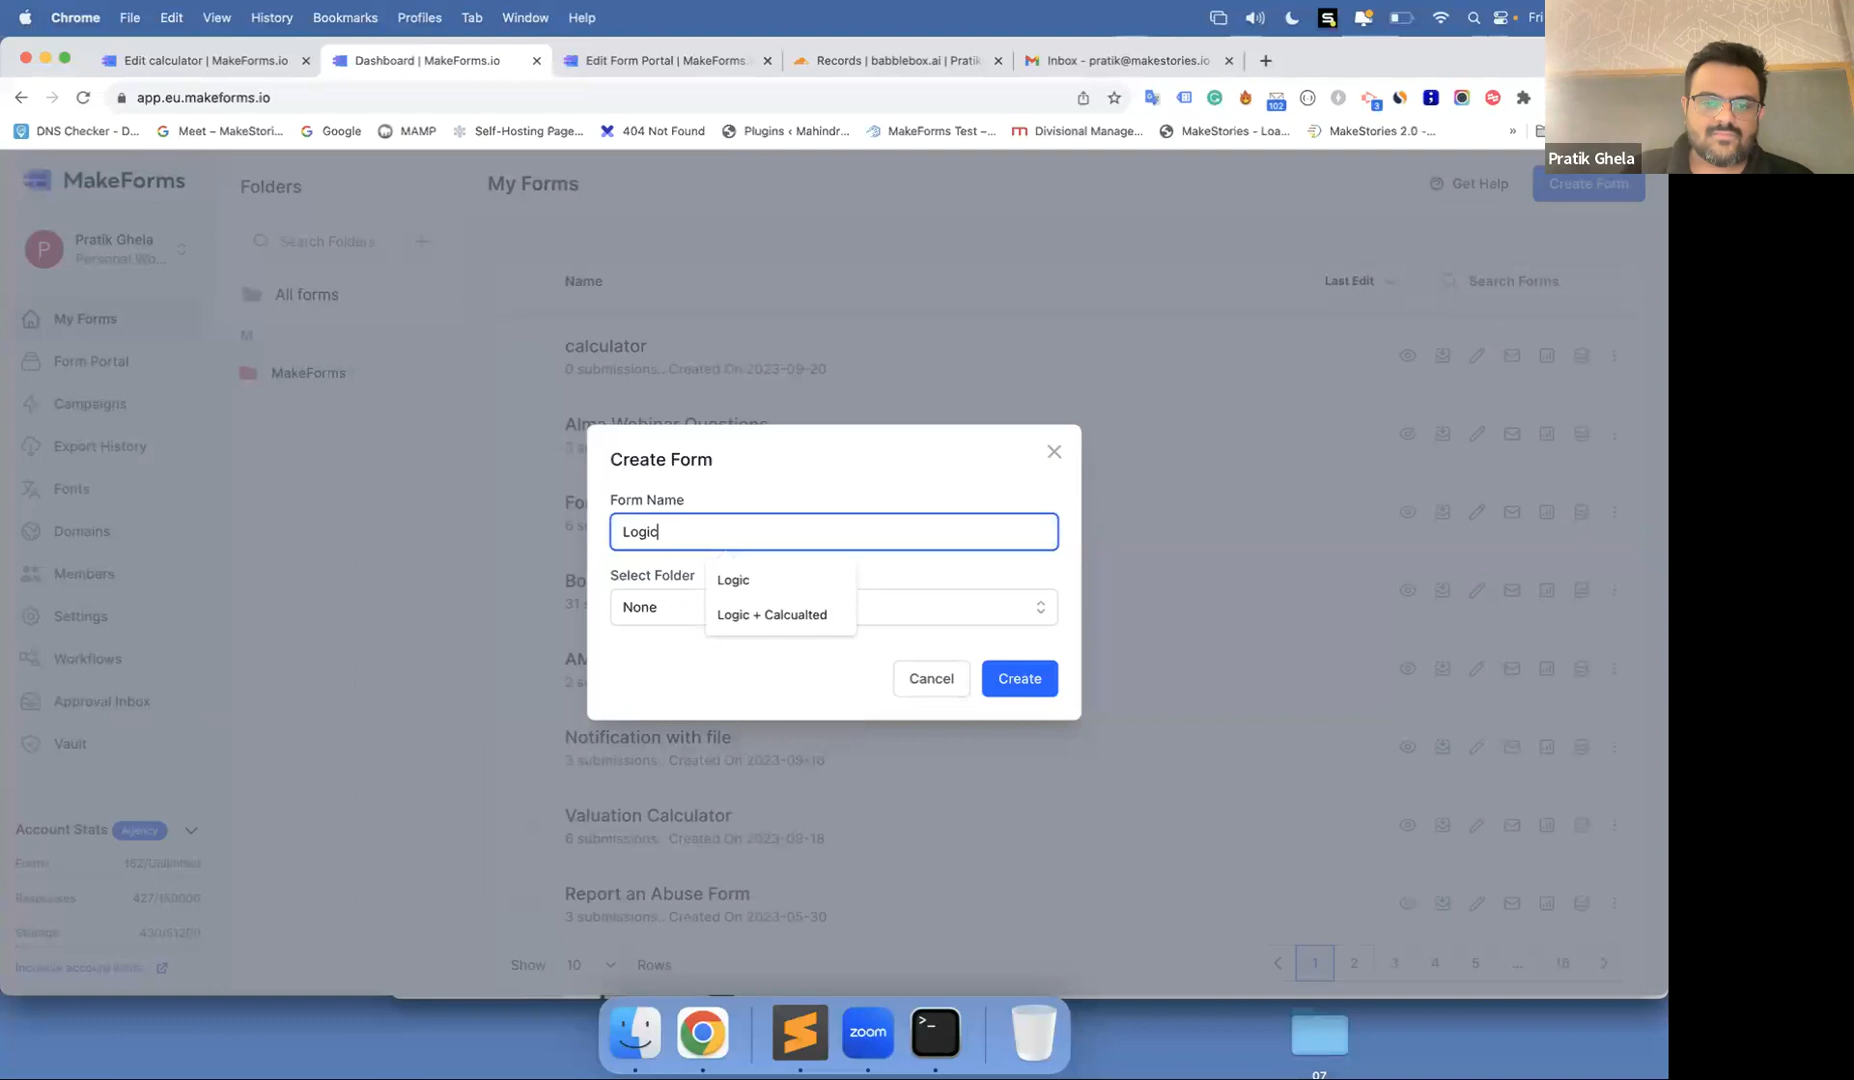 Chrome File Edit View History Bookmarks Profiles Tab Window Help Fri
Edit calculator | MakeForms.io
Dashboard | MakeForms.io
Edit Form Portal | MakeForms.
Records | babblebox.ai | Pratik
Inbox - pratik@makestories.io
app.eu.makeforms.io
102
3
DNS Checker - D...
Meet – MakeStori...
Google
MAMP
Self-Hosting Page...
404 Not Found
Plugins ‹ Mahindr...
MakeForms Test –...
Divisional Manage...
MakeStories - Loa...
MakeStories 2.0 -...
»
Pratik Ghela
MakeForms
Folders
My Forms
Get Help
Create Form
P
Pratik Ghela
Personal Wo...
Search Folders
All forms
M
MakeForms
My Forms
Form Portal
Campaigns
Export History
Fonts
Domains
Members
Settings
Workflows
Approval Inbox
Vault
Account Stats Agency
Forms 162/Unlimited
Responses 427/150000
Storage 430/51200
Increase account limits
Name
Last Edit
Search Forms
calculator
0 submissions.. Created On 2023-09-20
Alma Webinar Questions
Fo
6 s
Bo
31 s
AM
2 s
Notification with file
3 submissions.. Created On 2023-09-18
Valuation Calculator
6 submissions. Created On 2023-09-18
Report an Abuse Form
3 submissions.. Created On 2023-05-30
Show 10 Rows
1 2 3 4 5 ... 16
Create Form
Form Name
Logic
Select Folder
None
Logic
Logic + Calcualted
Cancel
Create
zoom
07